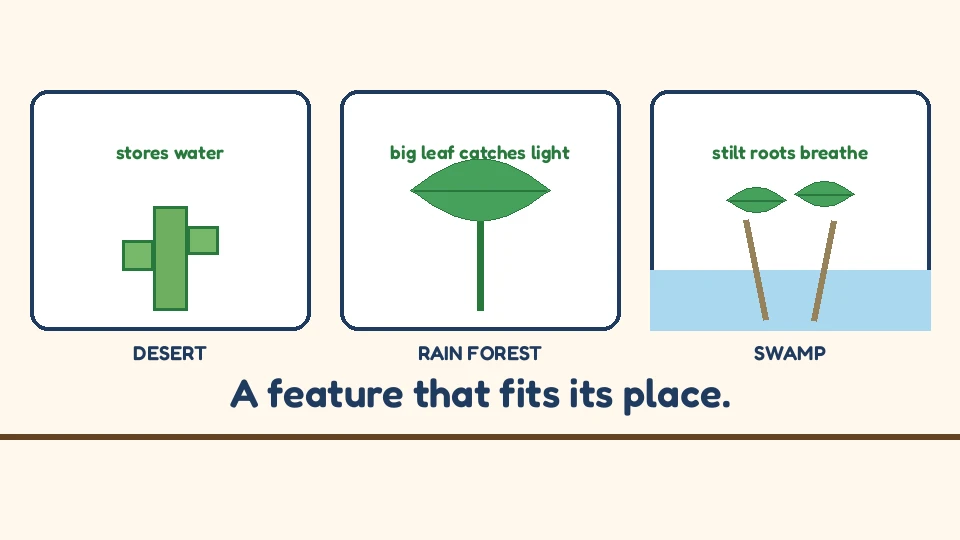 stores water
big leaf catches light
stilt roots breathe
DESERT
RAIN FOREST
SWAMP
A feature that fits its place.